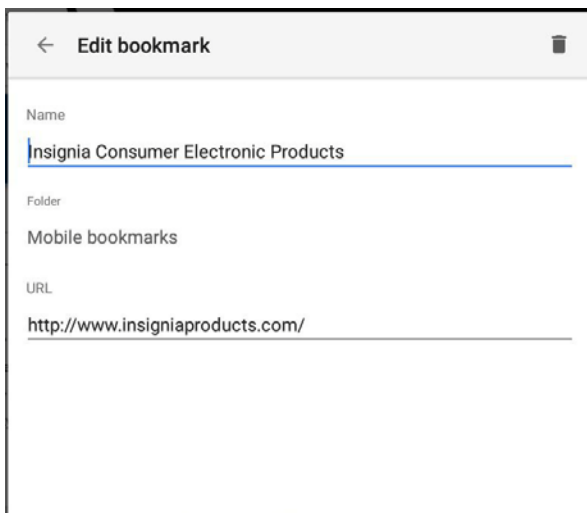 Edit bookmark
Name
Insignia Consumer Electronic Products
Folder
Mobile bookmarks
URL
http://www.insigniaproducts.com/